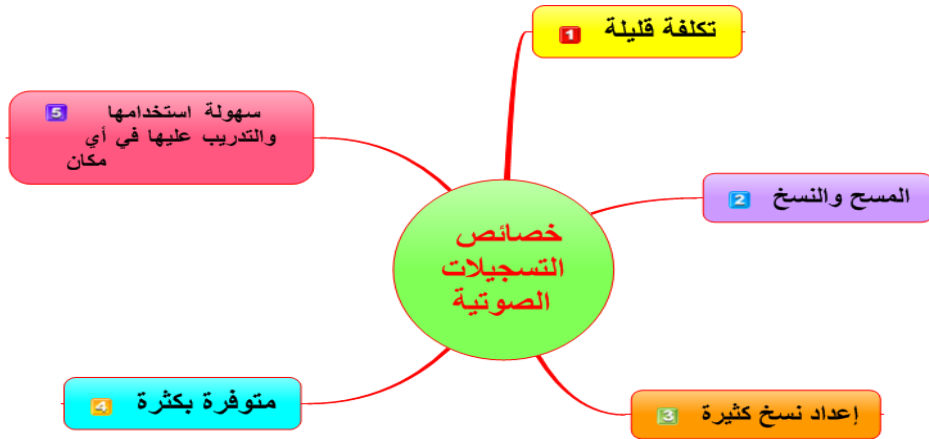 خصائص
التسجيلات
الصوتية
1 تكلفة قليلة
2 المسح والنسخ
3 إعداد نسخ كثيرة
4 متوفرة بكثرة
5 سهولة استخدامها
والتدريب عليها في أي
مكان